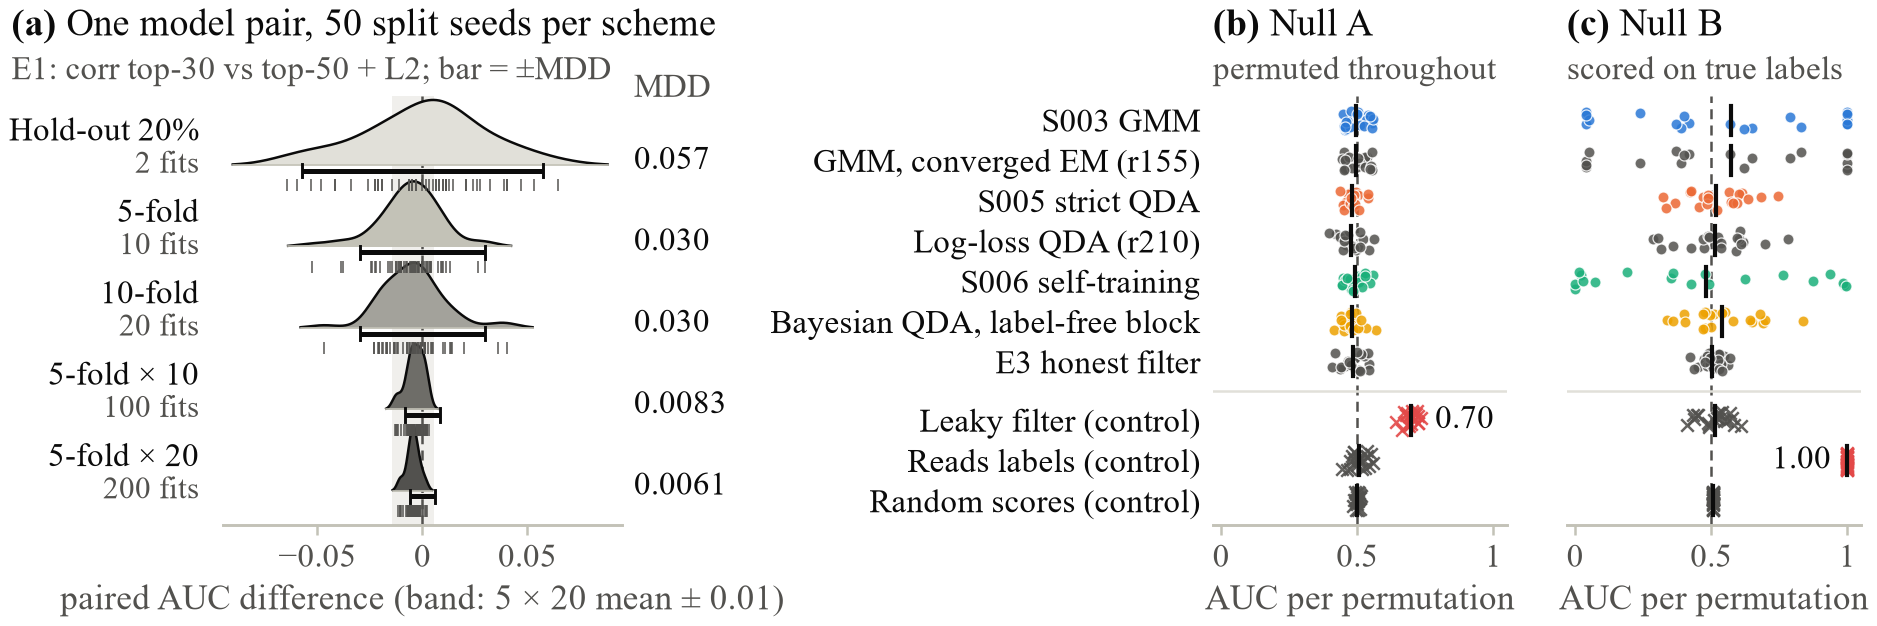 (a) One model pair, 50 split seeds per scheme
E1: corr top-30 vs top-50 + L2; bar = ±MDD
MDD
Hold-out 20%
2 fits
0.057
5-fold
10 fits
0.030
10-fold
20 fits
0.030
5-fold × 10
100 fits
0.0083
5-fold × 20
200 fits
0.0061
−0.05 0 0.05
paired AUC difference (band: 5 × 20 mean ± 0.01)
(b) Null A
permuted throughout
S003 GMM
GMM, converged EM (r155)
S005 strict QDA
Log-loss QDA (r210)
S006 self-training
Bayesian QDA, label-free block
E3 honest filter
Leaky filter (control)
0.70
Reads labels (control)
Random scores (control)
0 0.5 1
AUC per permutation
(c) Null B
scored on true labels
1.00
0 0.5 1
AUC per permutation